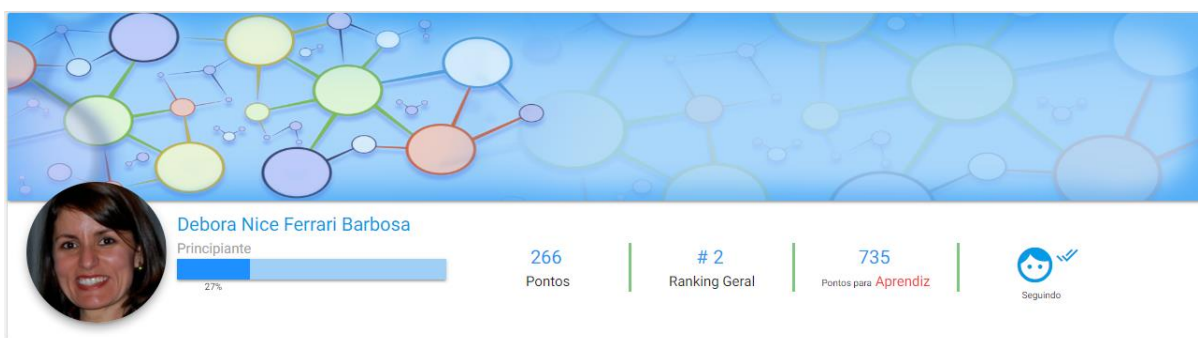 Debora Nice Ferrari Barbosa
Principiante
27%
266
Pontos
# 2
Ranking Geral
735
Pontos para Aprendiz
Seguindo